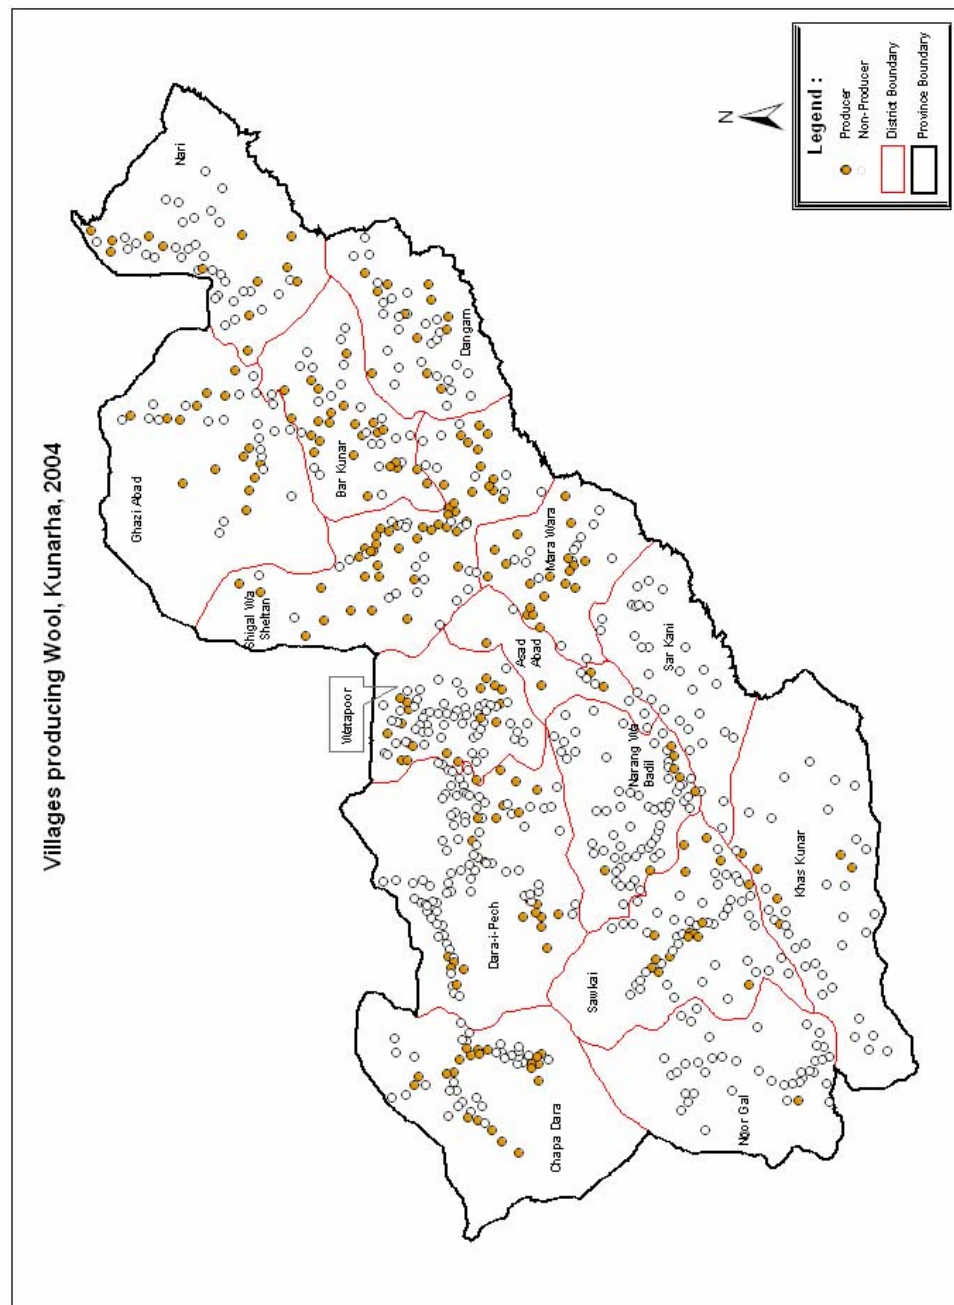 Villages producing Wool, Kunarha, 2004
Nari
Ghazi Abad
Bar Kunar
Dangam
Shigal Wa
Sheltan
Mara Wara
Watapoor
Asad
Abad
Sar Kani
Narang Wa
Badil
Dara-i-Pech
Khas Kunar
Sawkai
Chapa Dara
Noor Gal
N
Legend :
Producer
Non-Producer
District Boundary
Province Boundary